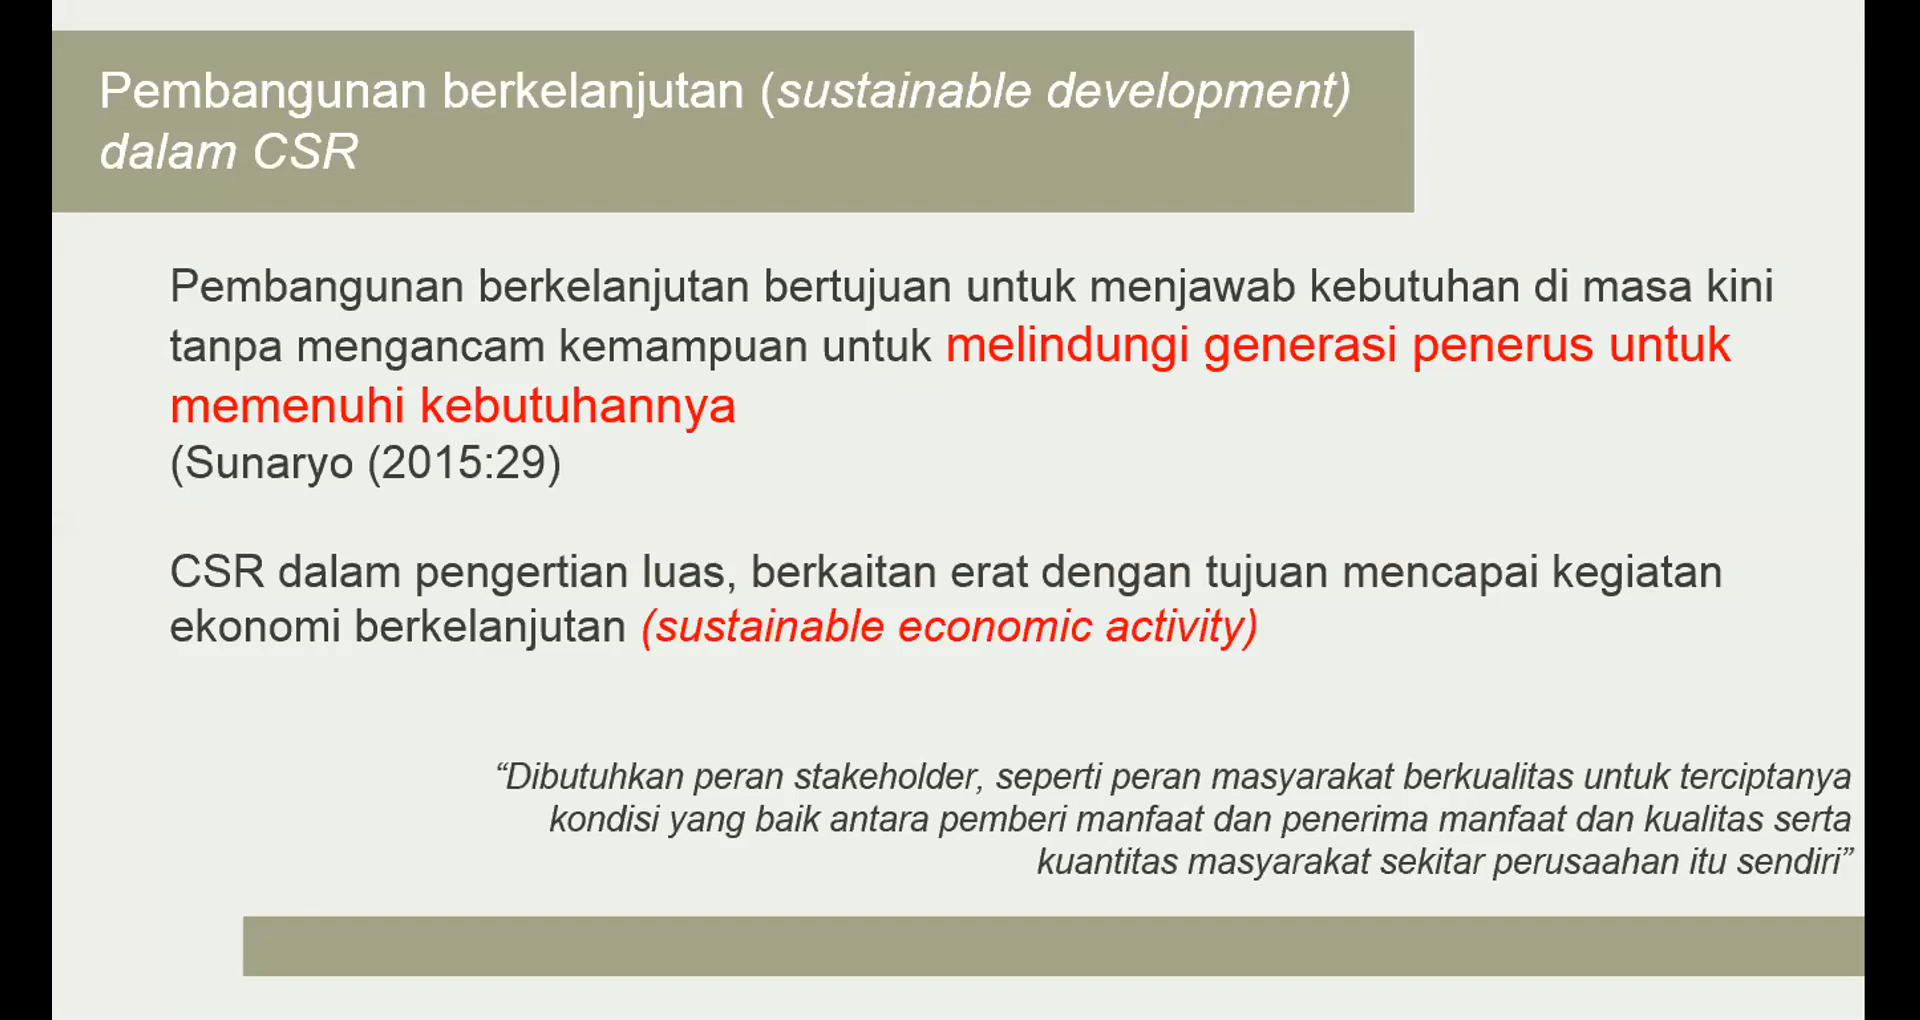 Pembangunan berkelanjutan (sustainable development)
dalam CSR
Pembangunan berkelanjutan bertujuan untuk menjawab kebutuhan di masa kini
tanpa mengancam kemampuan untuk melindungi generasi penerus untuk
memenuhi kebutuhannya
(Sunaryo (2015:29)
CSR dalam pengertian luas, berkaitan erat dengan tujuan mencapai kegiatan
ekonomi berkelanjutan (sustainable economic activity)
“Dibutuhkan peran stakeholder, seperti peran masyarakat berkualitas untuk terciptanya
kondisi yang baik antara pemberi manfaat dan penerima manfaat dan kualitas serta
kuantitas masyarakat sekitar perusaahan itu sendiri”